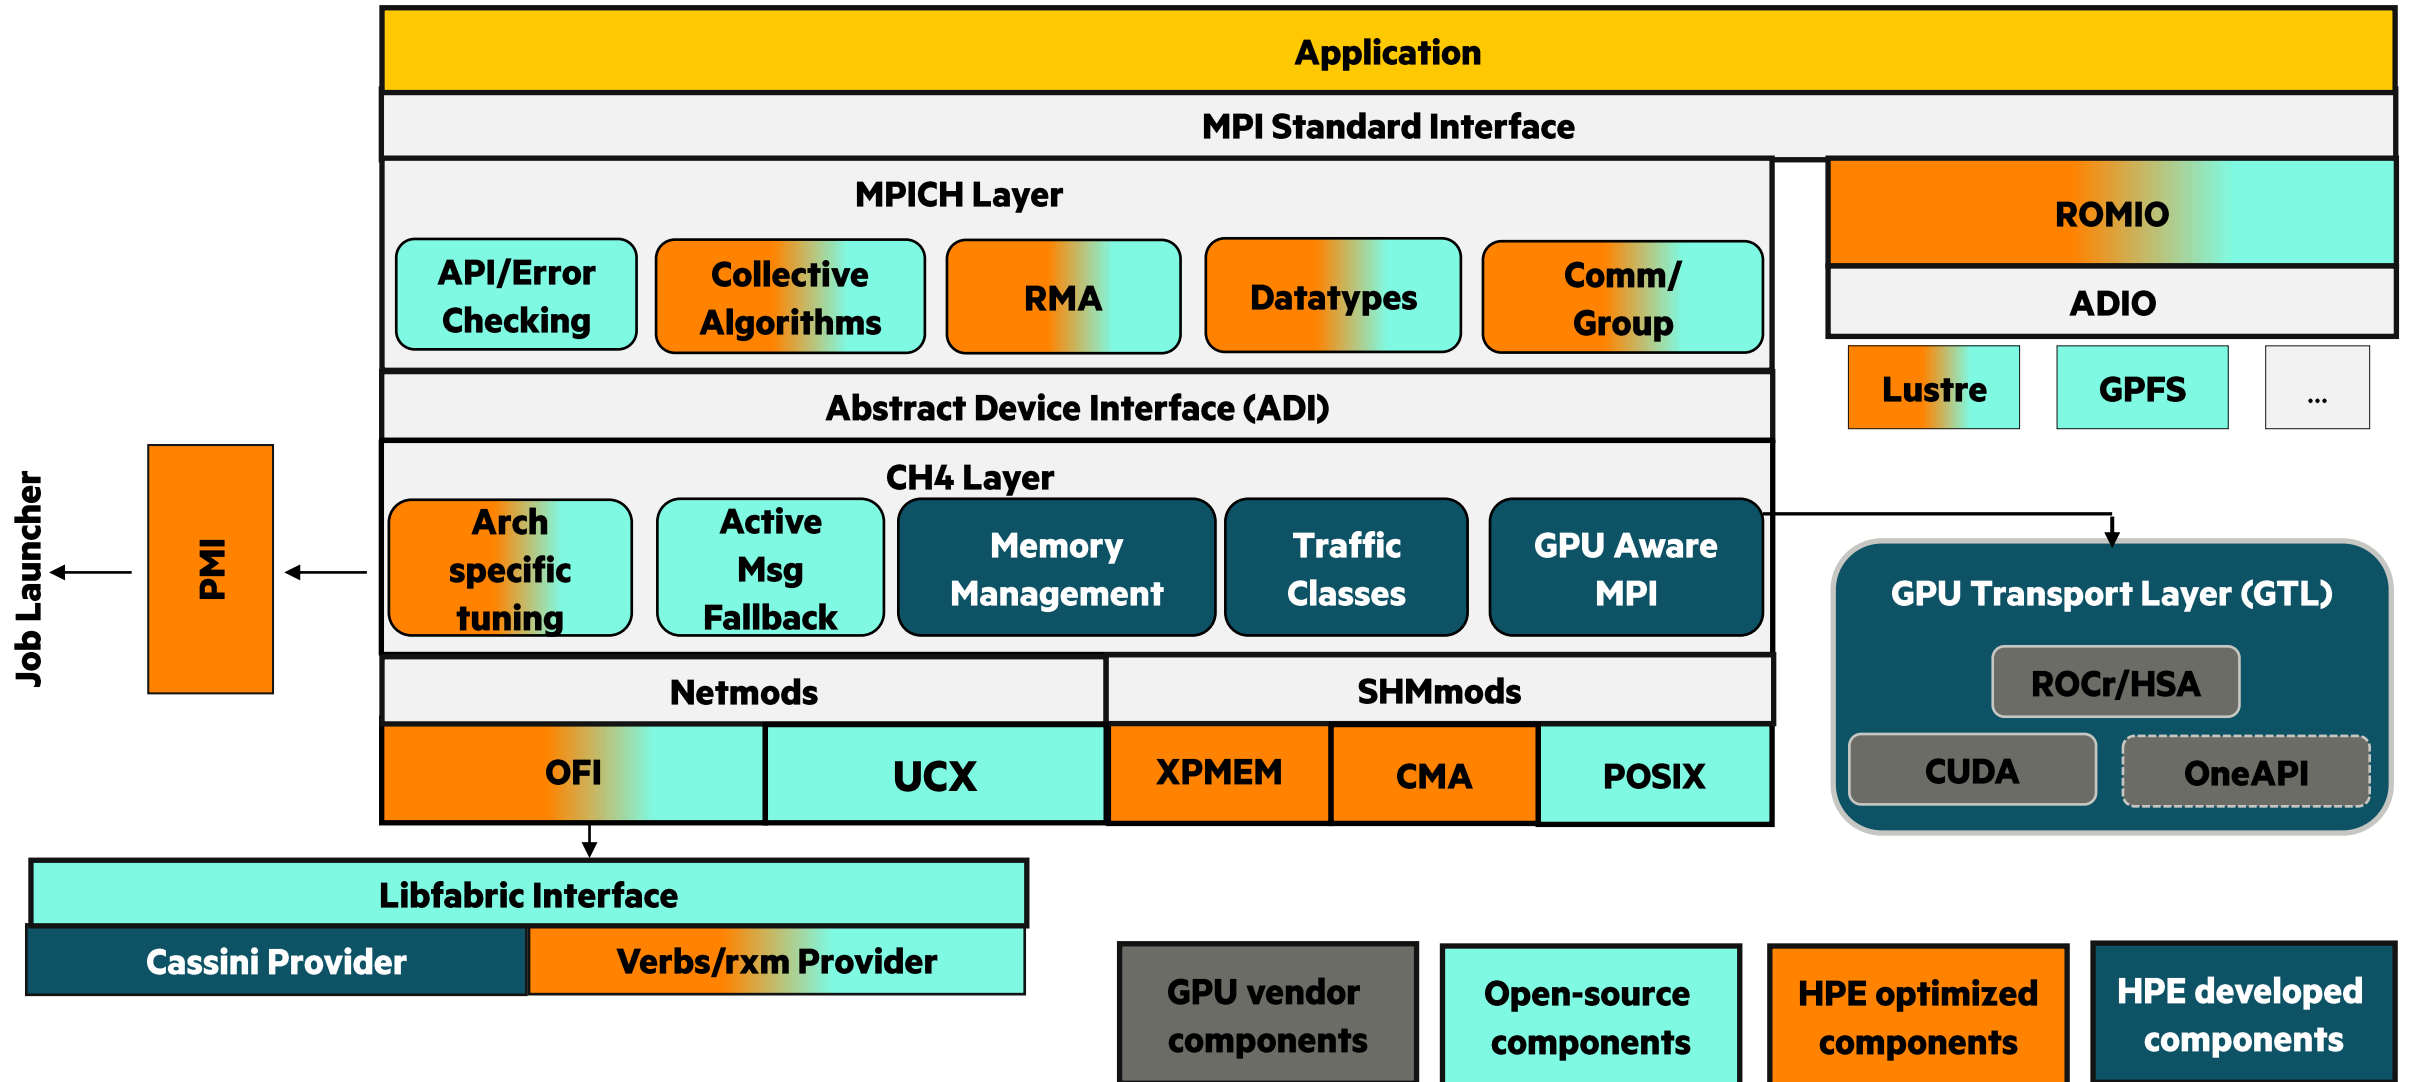 Application
MPI Standard Interface
MPICH Layer
API/Error
Checking
Collective
Algorithms
RMA
Datatypes
Comm/
Group
ROMIO
ADIO
Lustre
GPFS
...
Abstract Device Interface (ADI)
CH4 Layer
Arch
specific
tuning
Active
Msg
Fallback
Memory
Management
Traffic
Classes
GPU Aware
MPI
Job Launcher
PMI
GPU Transport Layer (GTL)
ROCr/HSA
CUDA
OneAPI
Netmods
SHMmods
OFI
UCX
XPMEM
CMA
POSIX
Libfabric Interface
Cassini Provider
Verbs/rxm Provider
GPU vendor
components
Open-source
components
HPE optimized
components
HPE developed
components